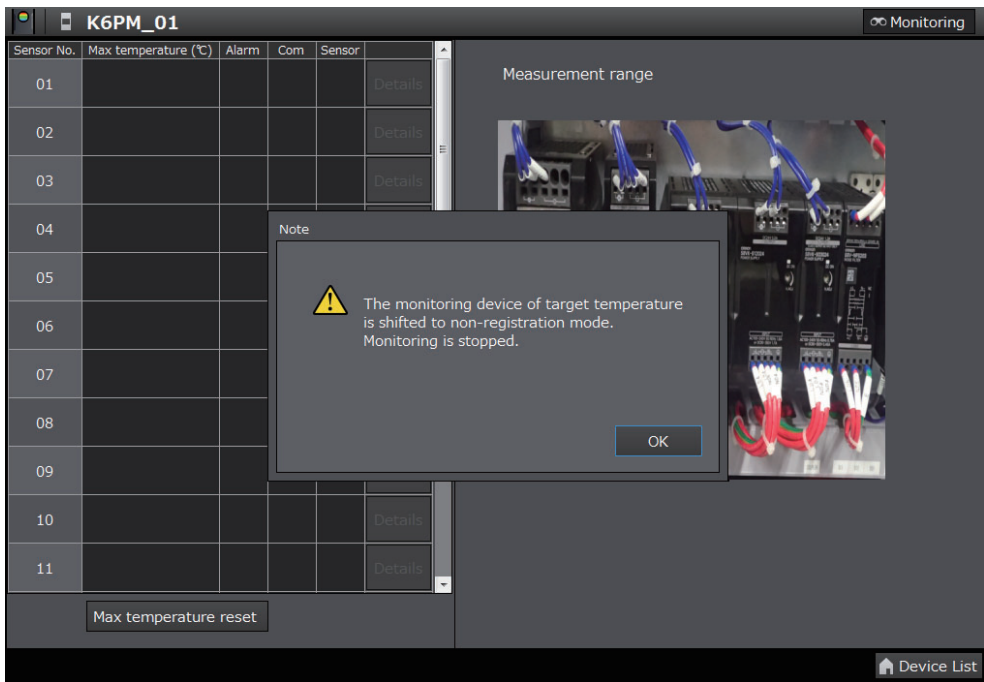 K6PM_01
Monitoring
Sensor No. Max temperature (℃) Alarm Com Sensor
01 Details
02 Details
03 Details
04
05
06
07
08
09
10 Details
11 Details
Max temperature reset
Measurement range
Note
The monitoring device of target temperature
is shifted to non-registration mode.
Monitoring is stopped.
OK
Device List